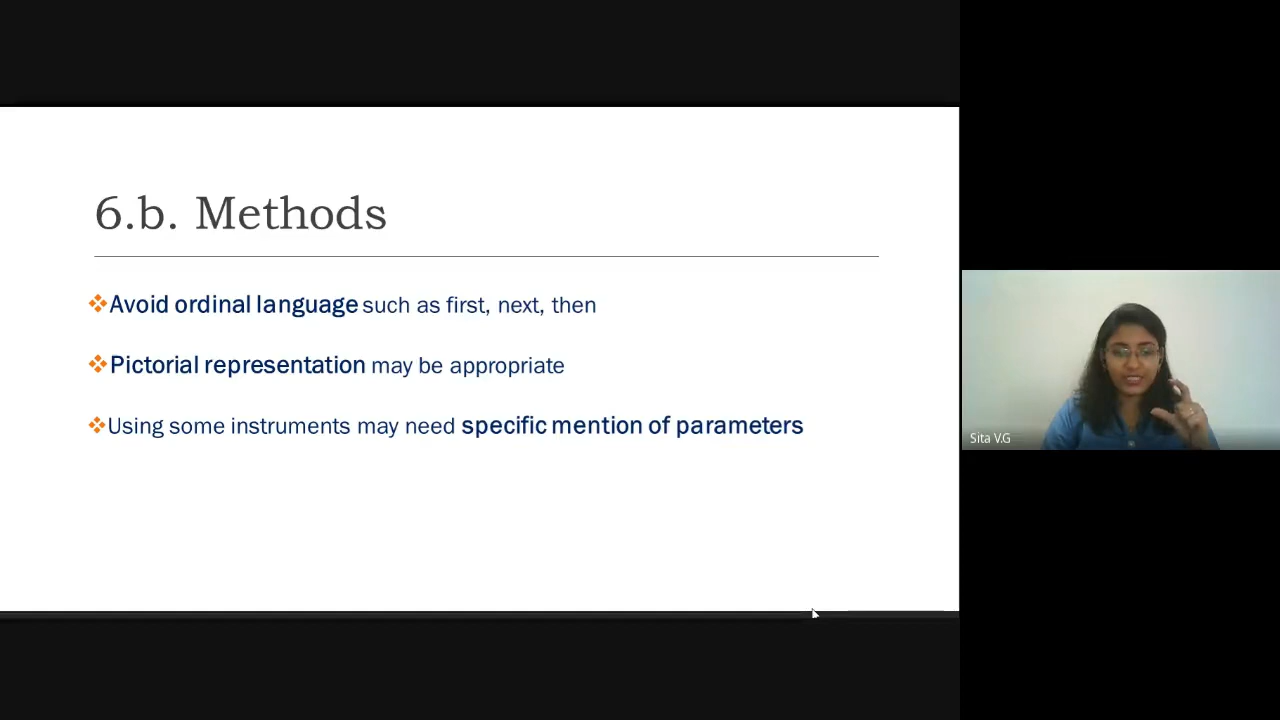 6.b. Methods
Avoid ordinal language such as first, next, then
Pictorial representation may be appropriate
Using some instruments may need specific mention of parameters
Sita V.G